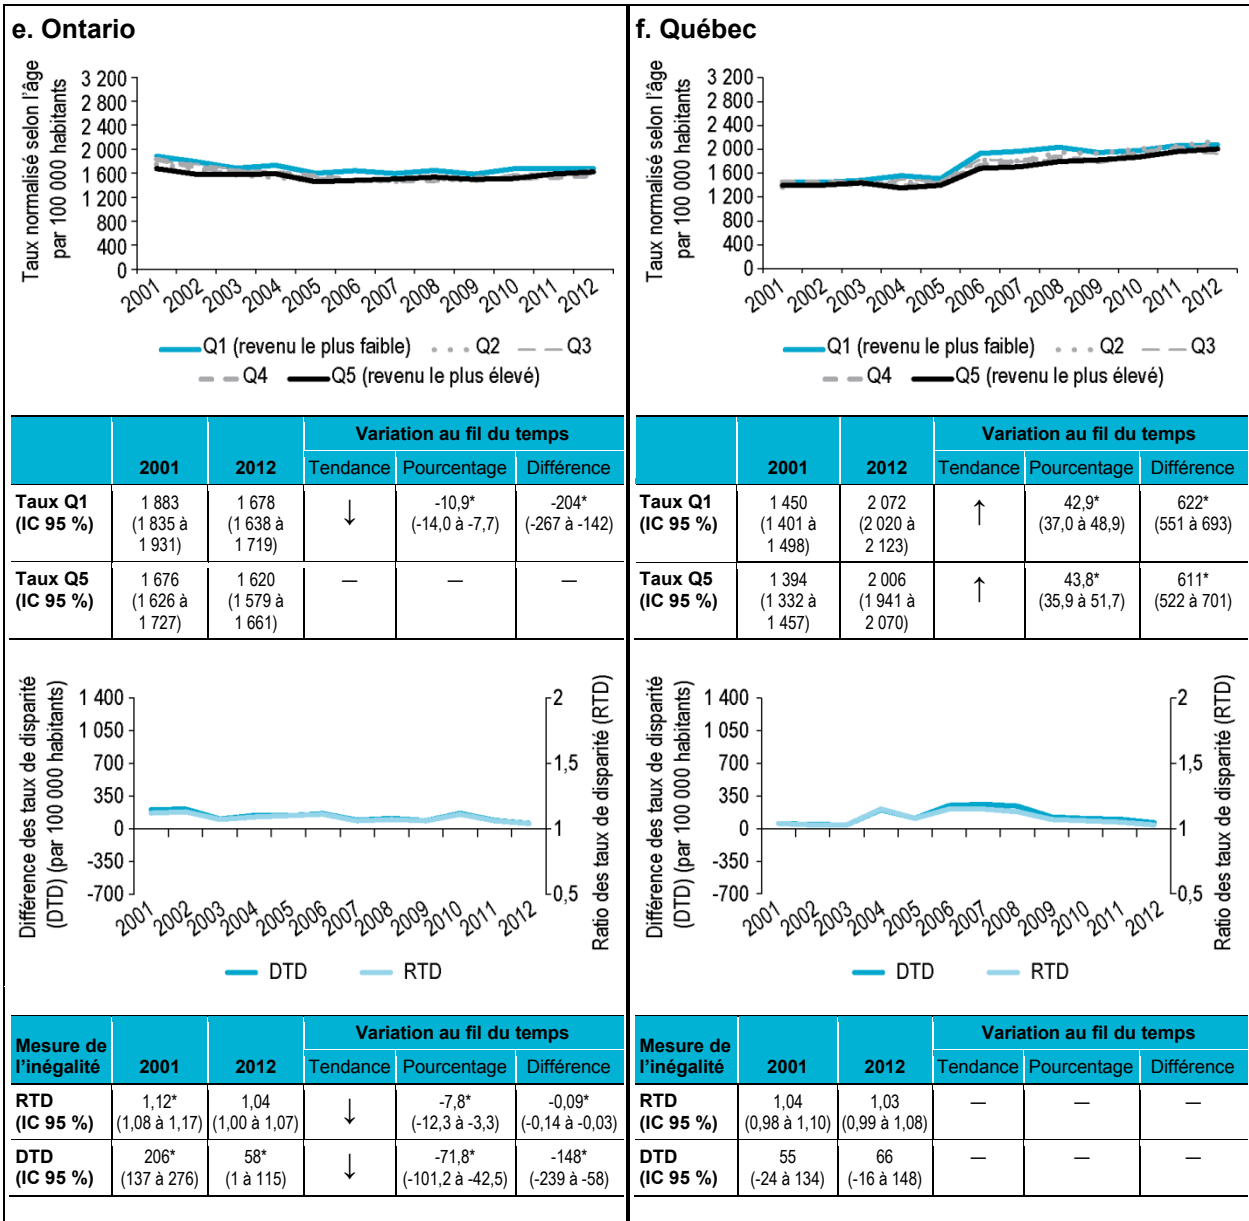 e. Ontario
Taux normalisé selon l'âge
par 100 000 habitants
3 200
2 800
2 400
2 000
1 600
1 200
800
400
0
2001 2002 2003 2004 2005 2006 2007 2008 2009 2010 2011 2012
Q1 (revenu le plus faible) Q2 Q3
Q4 Q5 (revenu le plus élevé)
Variation au fil du temps
2001 2012 Tendance Pourcentage Différence
Taux Q1 1 883 1 678 ↓ -10,9* -204*
(IC 95 %) (1 835 à (1 638 à (-14,0 à -7,7) (-267 à -142)
1 931) 1 719)
Taux Q5 1 676 1 620 — — —
(IC 95 %) (1 626 à (1 579 à
1 727) 1 661)
Différence des taux de disparité
(DTD) (par 100 000 habitants)
1 400
1 050
700
350
0
-350
-700
2
1,5
1
0,5
Ratio des taux de disparité (RTD)
2001 2002 2003 2004 2005 2006 2007 2008 2009 2010 2011 2012
DTD RTD
Mesure de Variation au fil du temps
l'inégalité 2001 2012 Tendance Pourcentage Différence
RTD 1,12* 1,04 ↓ -7,8* -0,09*
(IC 95 %) (1,08 à 1,17) (1,00 à 1,07) (-12,3 à -3,3) (-0,14 à -0,03)
DTD 206* 58* ↓ -71,8* -148*
(IC 95 %) (137 à 276) (1 à 115) (-101,2 à -42,5) (-239 à -58)
f. Québec
Taux normalisé selon l'âge
par 100 000 habitants
3 200
2 800
2 400
2 000
1 600
1 200
800
400
0
2001 2002 2003 2004 2005 2006 2007 2008 2009 2010 2011 2012
Q1 (revenu le plus faible) Q2 Q3
Q4 Q5 (revenu le plus élevé)
Variation au fil du temps
2001 2012 Tendance Pourcentage Différence
Taux Q1 1 450 2 072 ↑ 42,9* 622*
(IC 95 %) (1 401 à (2 020 à (37,0 à 48,9) (551 à 693)
1 498) 2 123)
Taux Q5 1 394 2 006 ↑ 43,8* 611*
(IC 95 %) (1 332 à (1 941 à (35,9 à 51,7) (522 à 701)
1 457) 2 070)
Différence des taux de disparité
(DTD) (par 100 000 habitants)
1 400
1 050
700
350
0
-350
-700
2
1,5
1
0,5
Ratio des taux de disparité (RTD)
2001 2002 2003 2004 2005 2006 2007 2008 2009 2010 2011 2012
DTD RTD
Mesure de Variation au fil du temps
l'inégalité 2001 2012 Tendance Pourcentage Différence
RTD 1,04 1,03 — — —
(IC 95 %) (0,98 à 1,10) (0,99 à 1,08)
DTD 55 66 — — —
(IC 95 %) (-24 à 134) (-16 à 148)